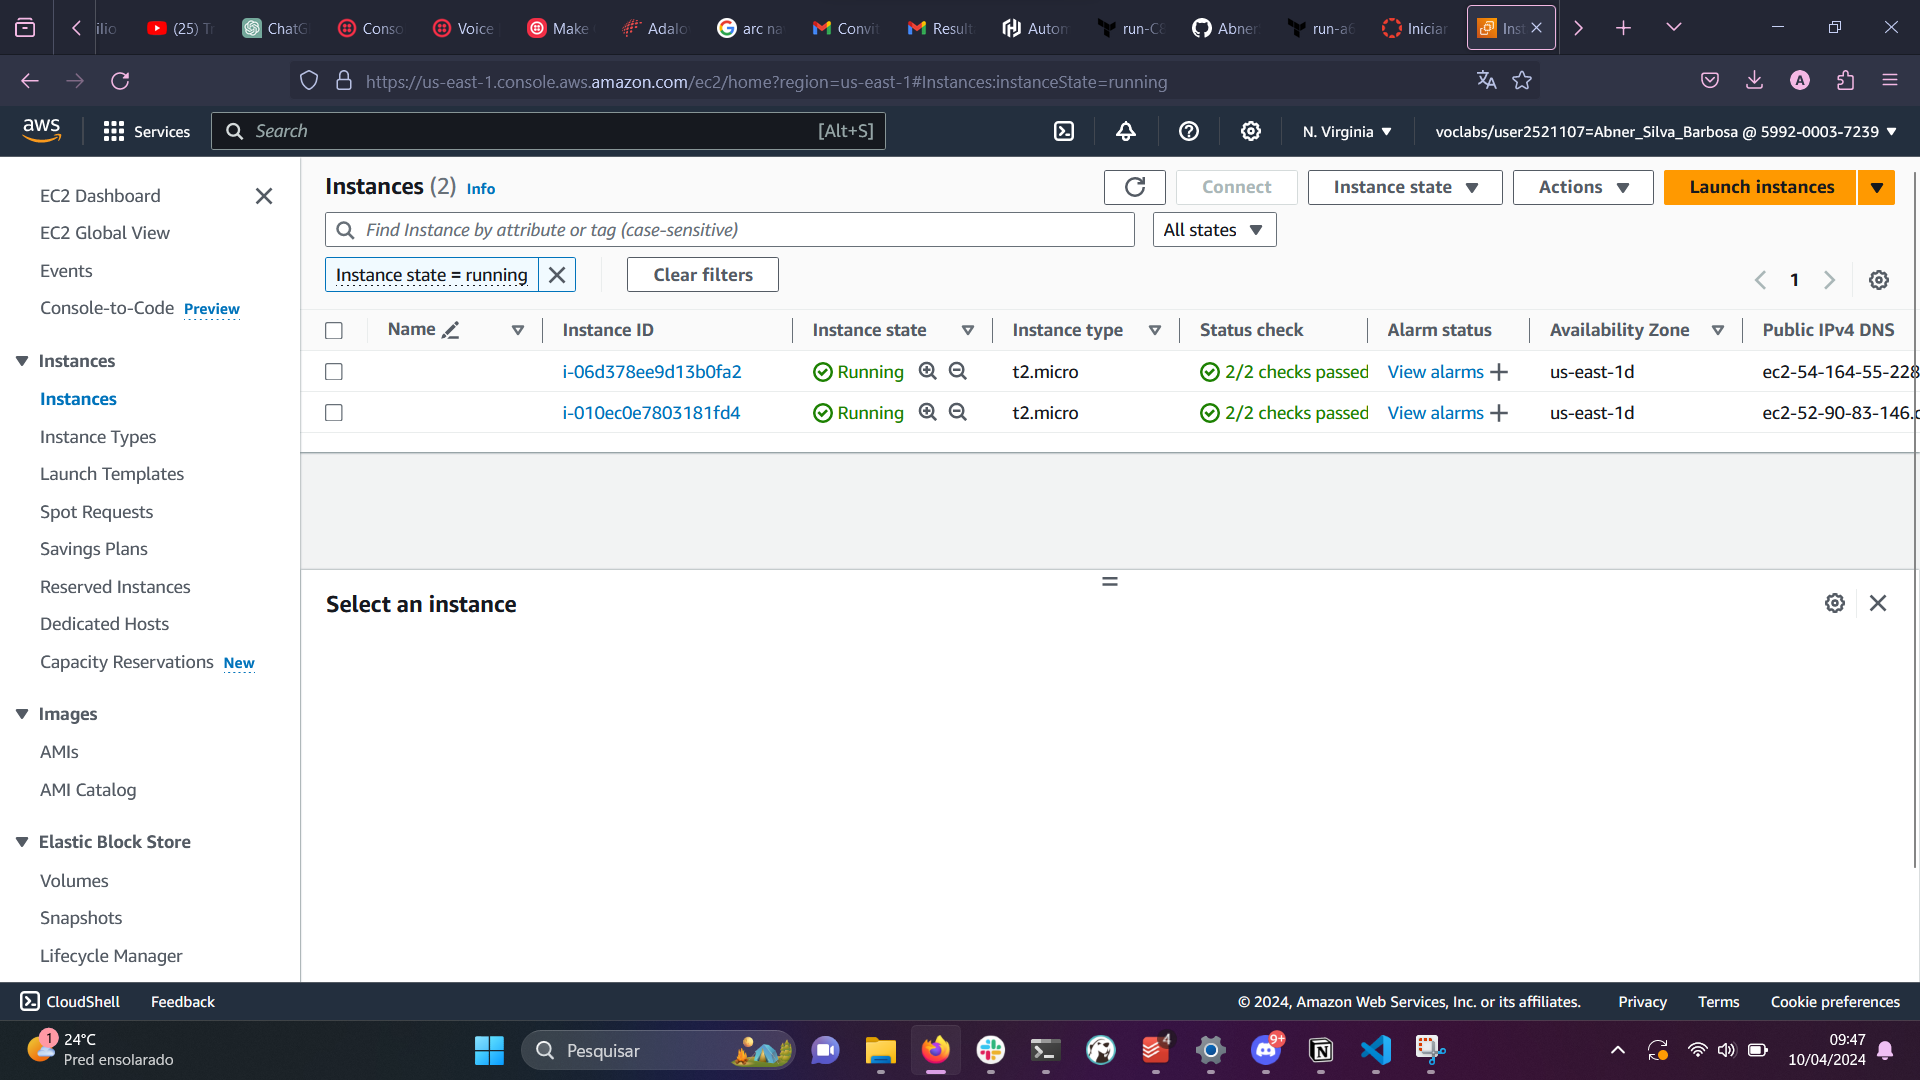 (25) Tr
ChatG
Conso
Voice
Make
Adalo
arc na
Convit
Result
Autom
run-C8
Abner
run-a6
Iniciar
Inst
https://us-east-1.console.aws.amazon.com/ec2/home?region=us-east-1#Instances:instanceState=running
A
aws
Services
Search
[Alt+S]
N. Virginia
voclabs/user2521107=Abner_Silva_Barbosa @ 5992-0003-7239
EC2 Dashboard
EC2 Global View
Events
Console-to-Code Preview
Instances
Instances
Instance Types
Launch Templates
Spot Requests
Savings Plans
Reserved Instances
Dedicated Hosts
Capacity Reservations New
Images
AMIs
AMI Catalog
Elastic Block Store
Volumes
Snapshots
Lifecycle Manager
Instances (2) Info
Connect
Instance state
Actions
Launch instances
Find Instance by attribute or tag (case-sensitive)
All states
Instance state = running
Clear filters
1
Name Instance ID Instance state Instance type Status check Alarm status Availability Zone Public IPv4 DNS
i-06d378ee9d13b0fa2 Running t2.micro 2/2 checks passed View alarms us-east-1d ec2-54-164-55-228
i-010ec0e7803181fd4 Running t2.micro 2/2 checks passed View alarms us-east-1d ec2-52-90-83-146.c
Select an instance
CloudShell
Feedback
© 2024, Amazon Web Services, Inc. or its affiliates.
Privacy
Terms
Cookie preferences
1
24°C
Pred ensolarado
Pesquisar
4
9+
09:47
10/04/2024